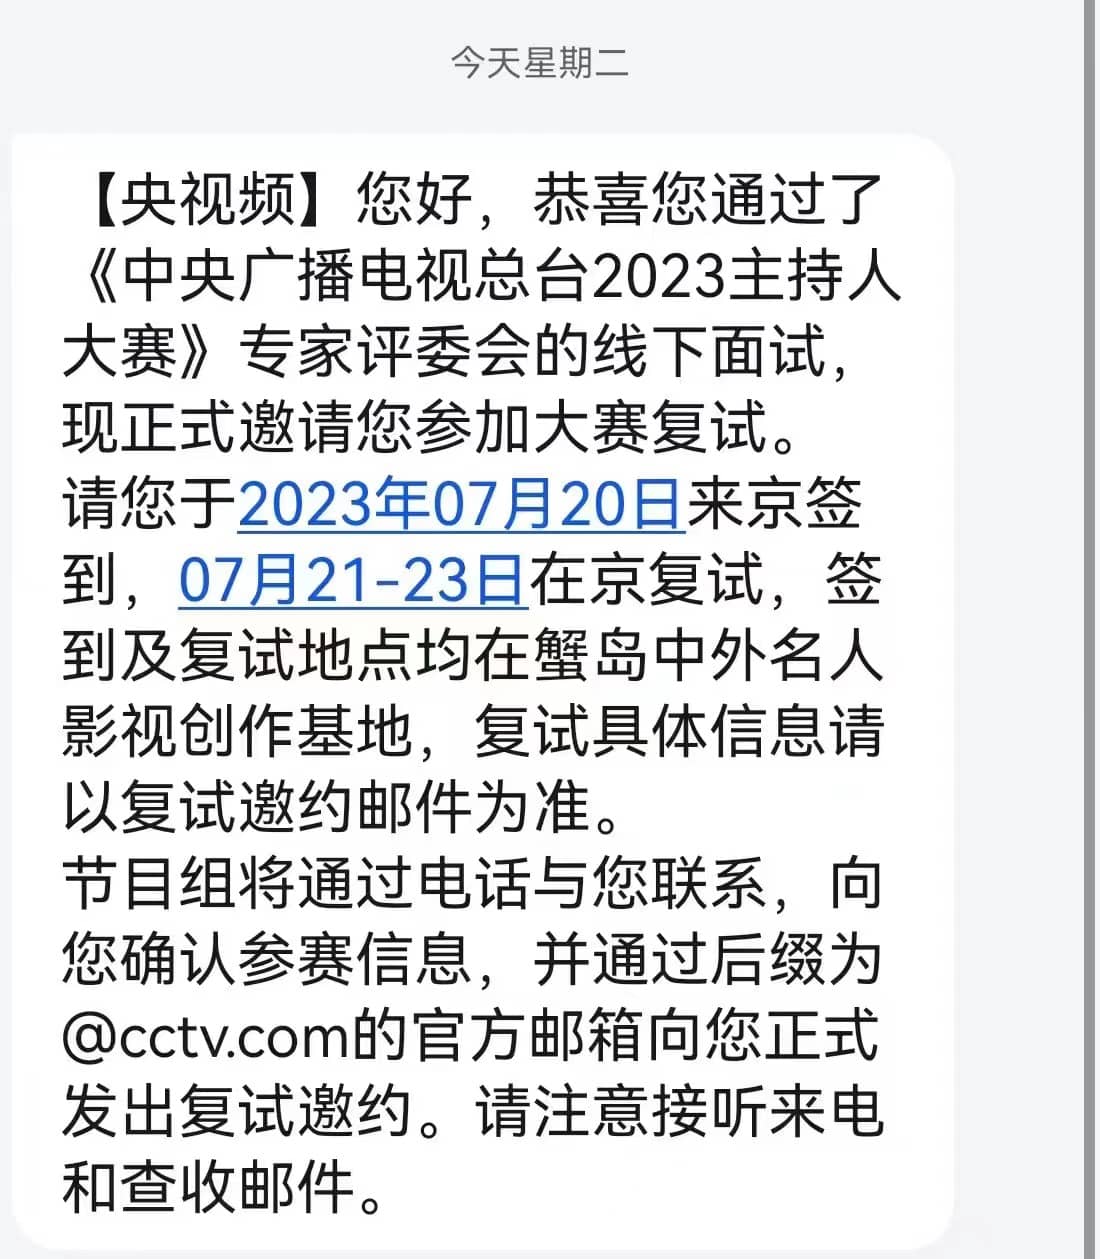 今天星期二
【央视频】您好，恭喜您通过了
《中央广播电视总台2023主持人
大赛》专家评委会的线下面试，
现正式邀请您参加大赛复试。
请您于2023年07月20日来京签
到，07月21-23日在京复试，签
到及复试地点均在蟹岛中外名人
影视创作基地，复试具体信息请
以复试邀约邮件为准。
节目组将通过电话与您联系，向
您确认参赛信息，并通过后缀为
@cctv.com的官方邮箱向您正式
发出复试邀约。请注意接听来电
和查收邮件。